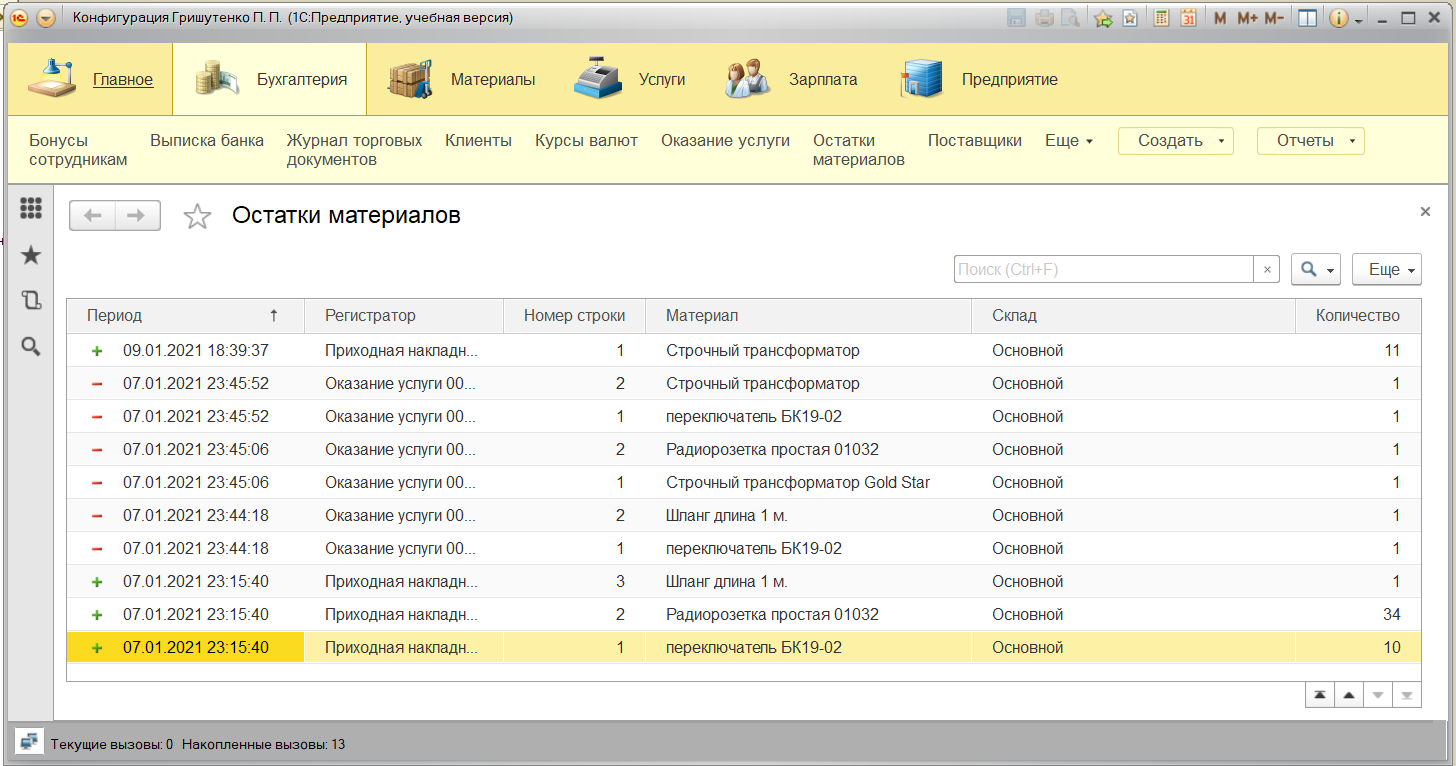 Конфигурация Гришутенко П. П. (1С:Предприятие, учебная версия)
M M+ M-
Главное Бухгалтерия Материалы Услуги Зарплата Предприятие
Бонусы сотрудникам Выписка банка Журнал торговых документов Клиенты Курсы валют Оказание услуги Остатки материалов Поставщики Еще Создать Отчеты
Остатки материалов
Поиск (Ctrl+F) × Еще
Период ↑ Регистратор Номер строки Материал Склад Количество
+ 09.01.2021 18:39:37 Приходная накладн... 1 Строчный трансформатор Основной 11
− 07.01.2021 23:45:52 Оказание услуги 00... 2 Строчный трансформатор Основной 1
− 07.01.2021 23:45:52 Оказание услуги 00... 1 переключатель БК19-02 Основной 1
− 07.01.2021 23:45:06 Оказание услуги 00... 2 Радиорозетка простая 01032 Основной 1
− 07.01.2021 23:45:06 Оказание услуги 00... 1 Строчный трансформатор Gold Star Основной 1
− 07.01.2021 23:44:18 Оказание услуги 00... 2 Шланг длина 1 м. Основной 1
− 07.01.2021 23:44:18 Оказание услуги 00... 1 переключатель БК19-02 Основной 1
+ 07.01.2021 23:15:40 Приходная накладн... 3 Шланг длина 1 м. Основной 1
+ 07.01.2021 23:15:40 Приходная накладн... 2 Радиорозетка простая 01032 Основной 34
+ 07.01.2021 23:15:40 Приходная накладн... 1 переключатель БК19-02 Основной 10
Текущие вызовы: 0 Накопленные вызовы: 13